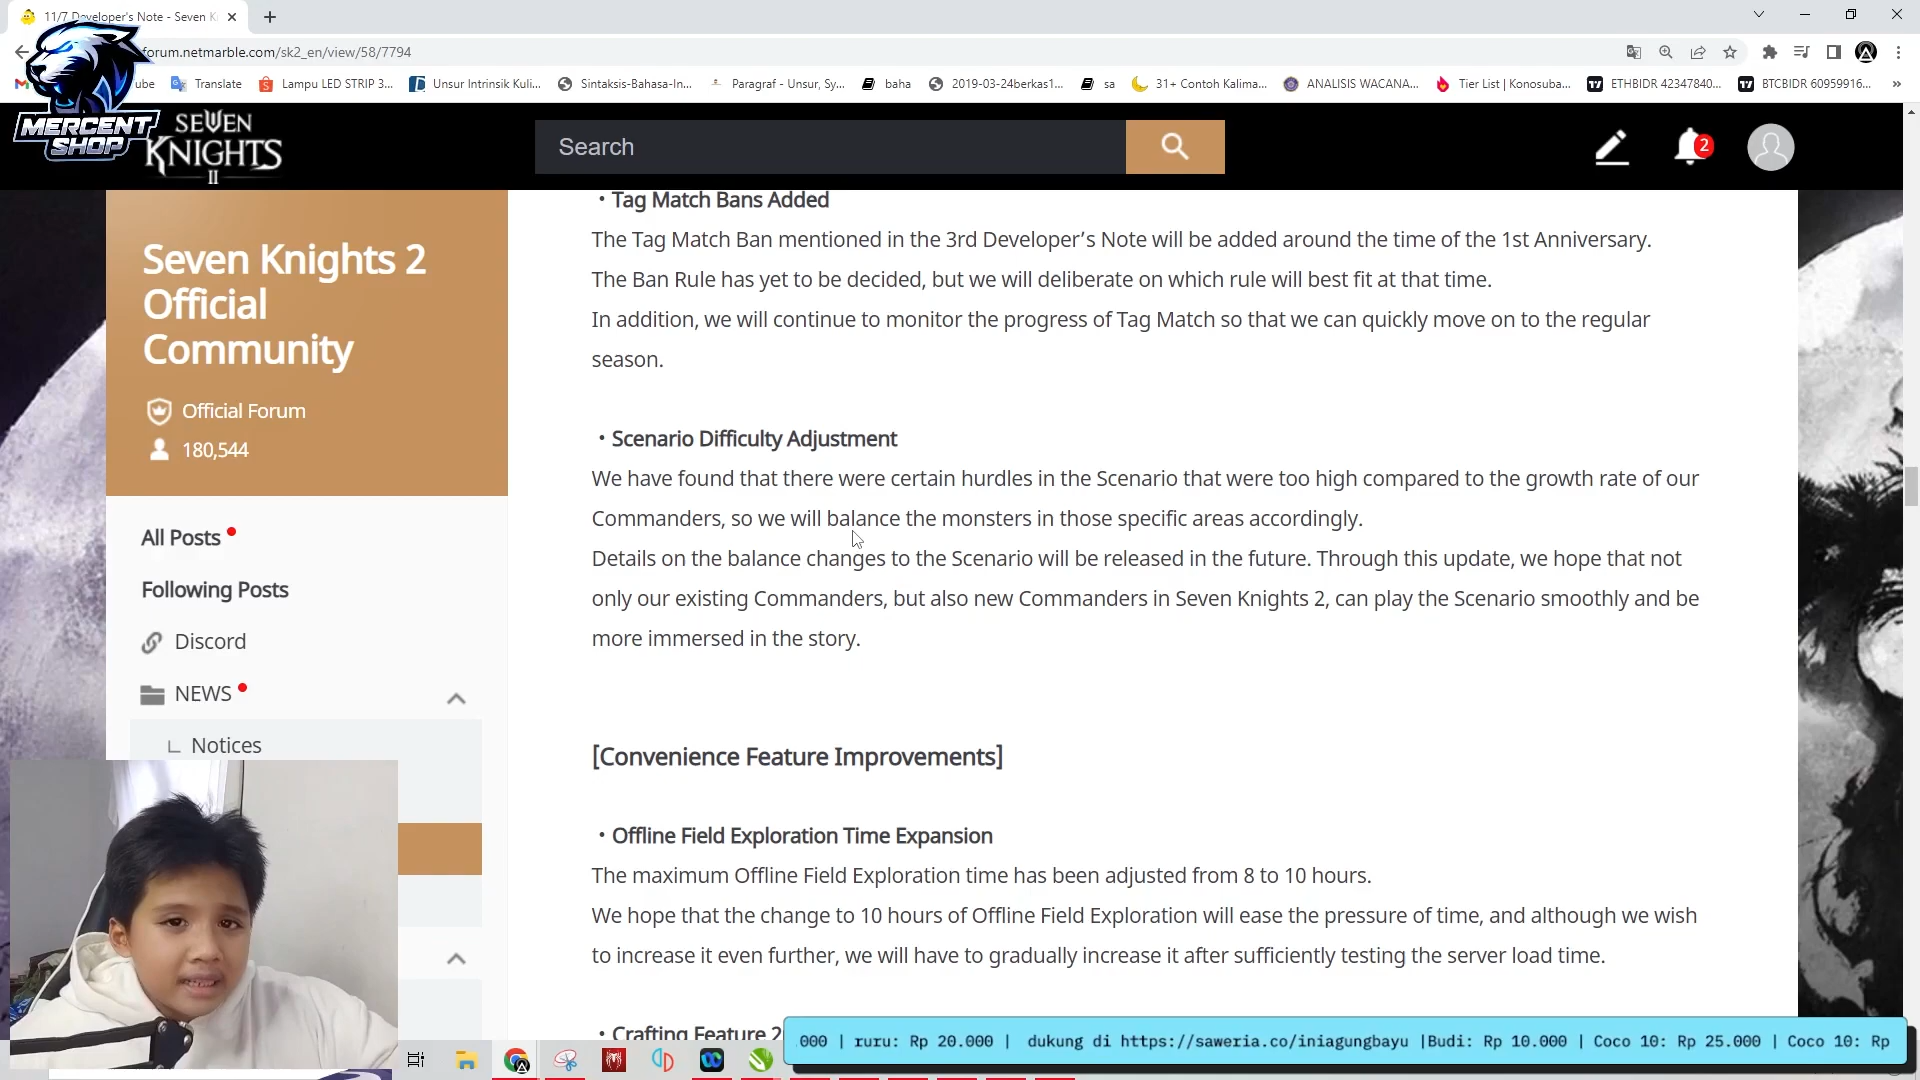 11/7 Developer's Note - Seven K
forum.netmarble.com/sk2_en/view/58/7794
ube
Translate
Lampu LED STRIP 3...
Unsur Intrinsik Kuli...
Sintaksis-Bahasa-In...
Paragraf - Unsur, Sy...
baha
2019-03-24berkas1...
sa
31+ Contoh Kalima...
ANALISIS WACANA...
Tier List | Konosuba...
ETHBIDR 42347840...
BTCBIDR 60959916...
»
MERCENT
SHOP
SEVEN
KNIGHTS
II
Search
2
Seven Knights 2
Official
Community
Official Forum
180,544
All Posts
Following Posts
Discord
NEWS
Notices
・Tag Match Bans Added
The Tag Match Ban mentioned in the 3rd Developer’s Note will be added around the time of the 1st Anniversary.
The Ban Rule has yet to be decided, but we will deliberate on which rule will best fit at that time.
In addition, we will continue to monitor the progress of Tag Match so that we can quickly move on to the regular
season.
・Scenario Difficulty Adjustment
We have found that there were certain hurdles in the Scenario that were too high compared to the growth rate of our
Commanders, so we will balance the monsters in those specific areas accordingly.
Details on the balance changes to the Scenario will be released in the future. Through this update, we hope that not
only our existing Commanders, but also new Commanders in Seven Knights 2, can play the Scenario smoothly and be
more immersed in the story.
[Convenience Feature Improvements]
・Offline Field Exploration Time Expansion
The maximum Offline Field Exploration time has been adjusted from 8 to 10 hours.
We hope that the change to 10 hours of Offline Field Exploration will ease the pressure of time, and although we wish
to increase it even further, we will have to gradually increase it after sufficiently testing the server load time.
・Crafting Feature 2
.000 | ruru: Rp 20.000 | dukung di https://saweria.co/iniagungbayu |Budi: Rp 10.000 | Coco 10: Rp 25.000 | Coco 10: Rp